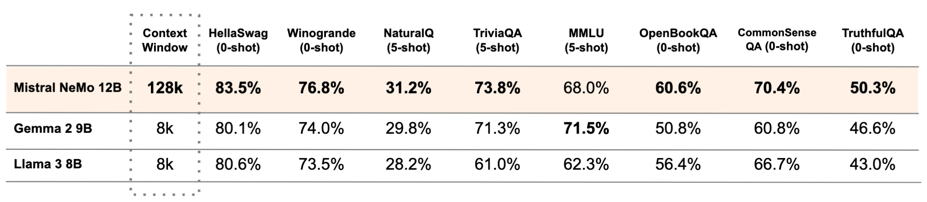 Context Window HellaSwag (0-shot) Winogrande (0-shot) NaturalQ (5-shot) TriviaQA (5-shot) MMLU (5-shot) OpenBookQA (0-shot) CommonSense QA (0-shot) TruthfulQA (0-shot)
Mistral NeMo 12B 128k 83.5% 76.8% 31.2% 73.8% 68.0% 60.6% 70.4% 50.3%
Gemma 2 9B 8k 80.1% 74.0% 29.8% 71.3% 71.5% 50.8% 60.8% 46.6%
Llama 3 8B 8k 80.6% 73.5% 28.2% 61.0% 62.3% 56.4% 66.7% 43.0%